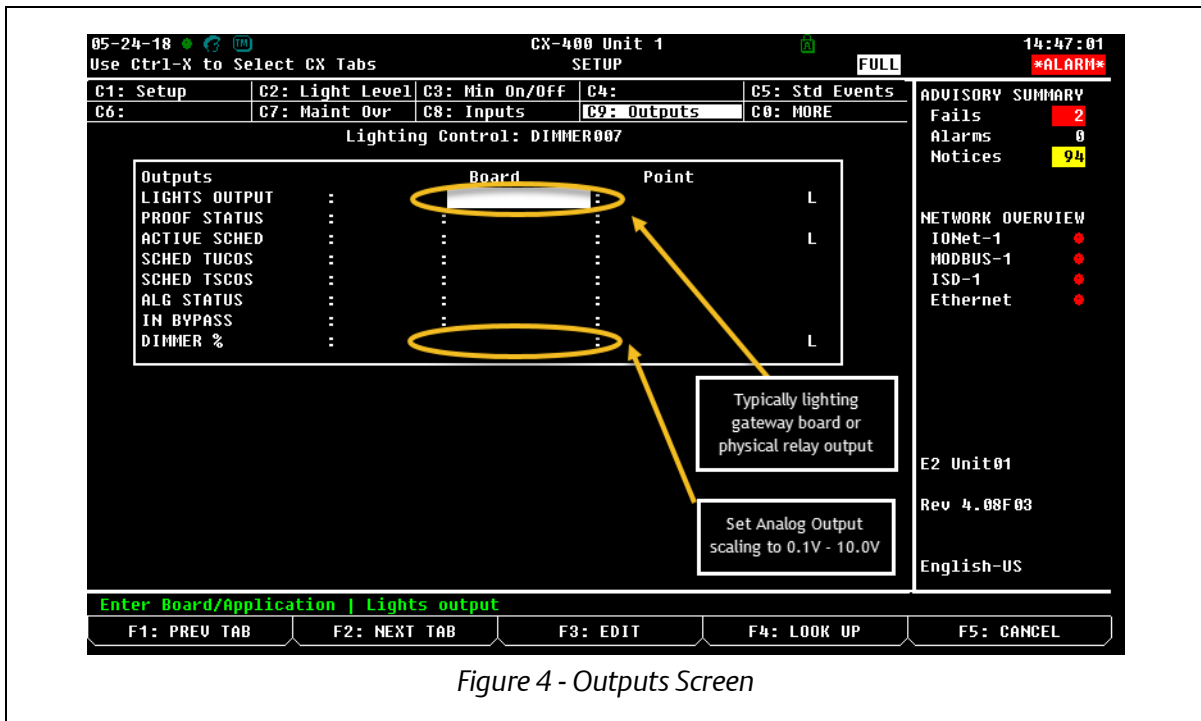 05-24-18 TM CX-400 Unit 1 A 14:47:01
Use Ctrl-X to Select CX Tabs SETUP FULL *ALARM*
C1: Setup C2: Light Level C3: Min On/Off C4: C5: Std Events
C6: C7: Maint Ovr C8: Inputs C9: Outputs C0: MORE
Lighting Control: DIMMER007
Outputs Board Point
LIGHTS OUTPUT : : L
PROOF STATUS : : :
ACTIVE SCHED : : : L
SCHED TUCOS : : :
SCHED TSCOS : : :
ALG STATUS : : :
IN BYPASS : : :
DIMMER % : : L
ADVISORY SUMMARY
Fails 2
Alarms 0
Notices 94
NETWORK OVERVIEW
IONet-1
MODBUS-1
ISD-1
Ethernet
Typically lighting
gateway board or
physical relay output
Set Analog Output
scaling to 0.1V - 10.0V
E2 Unit01
Rev 4.08F03
English-US
Enter Board/Application | Lights output
F1: PREV TAB F2: NEXT TAB F3: EDIT F4: LOOK UP F5: CANCEL
Figure 4 - Outputs Screen